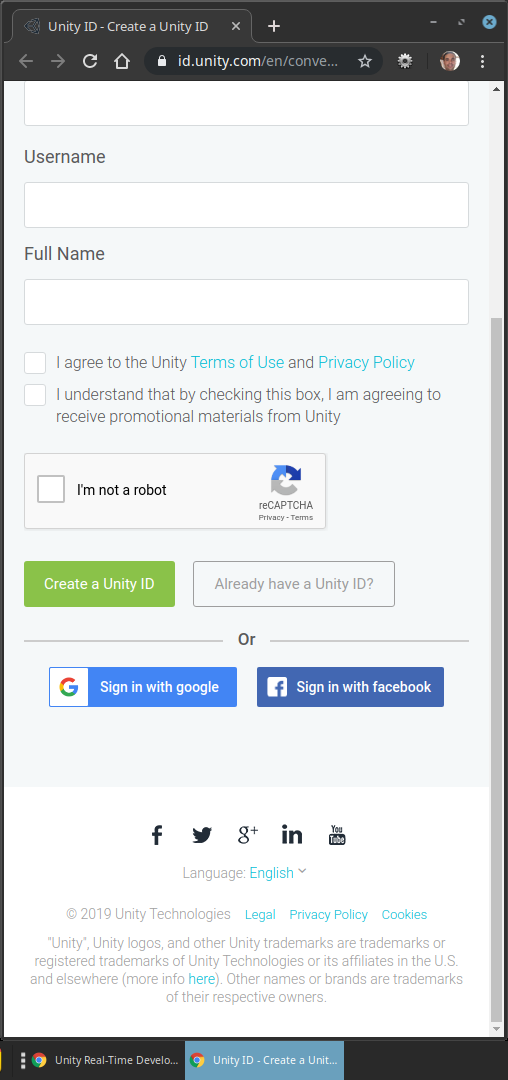 Unity ID - Create a Unity ID
id.unity.com/en/conve...
Username
Full Name
I agree to the Unity Terms of Use and Privacy Policy
I understand that by checking this box, I am agreeing to
receive promotional materials from Unity
I'm not a robot
reCAPTCHA
Privacy - Terms
Create a Unity ID
Already have a Unity ID?
Or
Sign in with google
Sign in with facebook
You
Tube
Language: English
© 2019 Unity Technologies Legal Privacy Policy Cookies
"Unity", Unity logos, and other Unity trademarks are trademarks or
registered trademarks of Unity Technologies or its affiliates in the U.S.
and elsewhere (more info here). Other names or brands are trademarks
of their respective owners.
Unity Real-Time Develo...
Unity ID - Create a Unit...